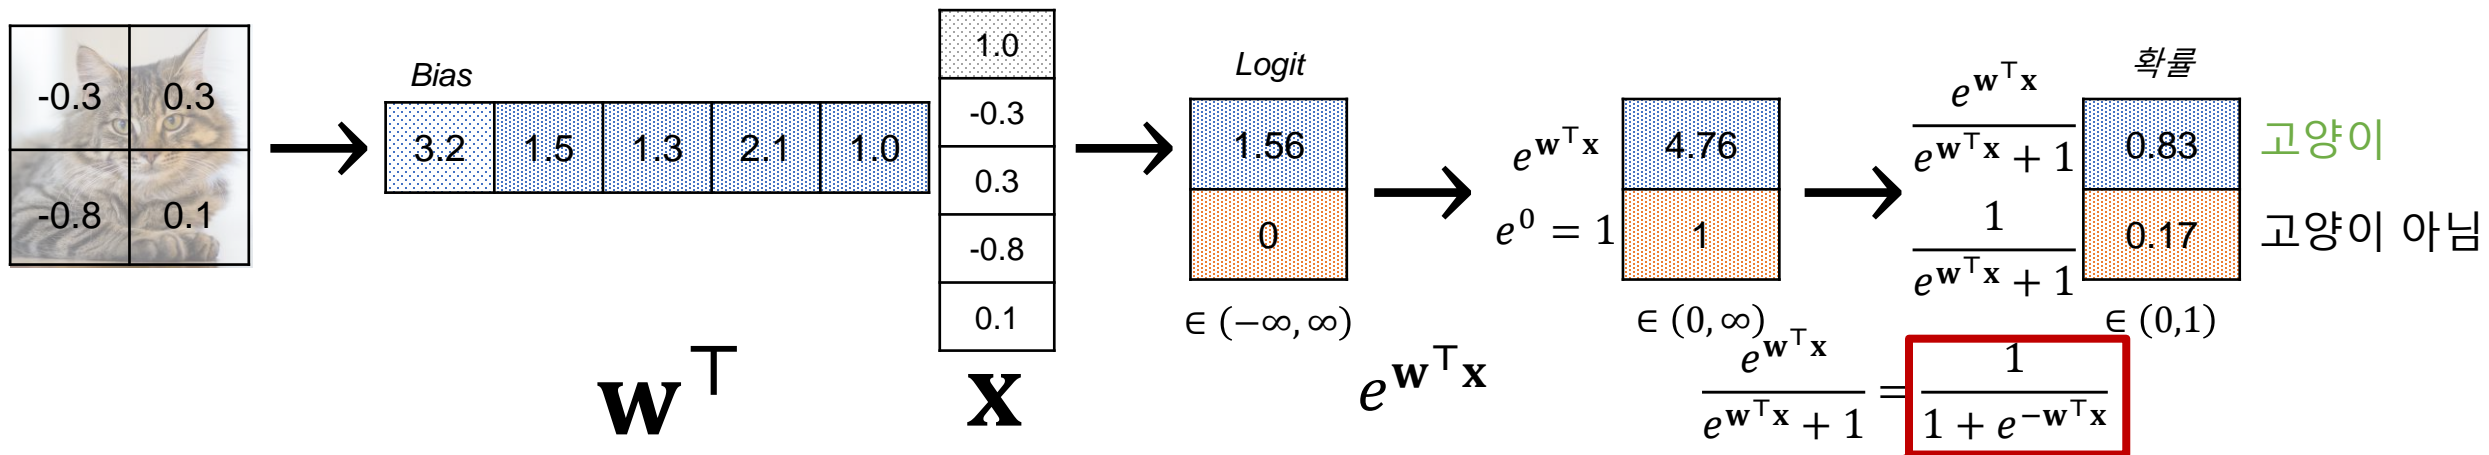 -0.3 0.3
-0.8 0.1
Bias
3.2 1.5 1.3 2.1 1.0
w⊤
1.0
-0.3
0.3
-0.8
0.1
x
Logit
1.56
0
∈ (−∞, ∞)
e^{w⊤x}
e^{w⊤x} 4.76
e^0 = 1 1
∈ (0, ∞)
확률
e^{w⊤x} / (e^{w⊤x} + 1) 0.83 고양이
1 / (e^{w⊤x} + 1) 0.17 고양이 아님
∈ (0,1)
e^{w⊤x} / (e^{w⊤x} + 1) = 1 / (1 + e^{−w⊤x})